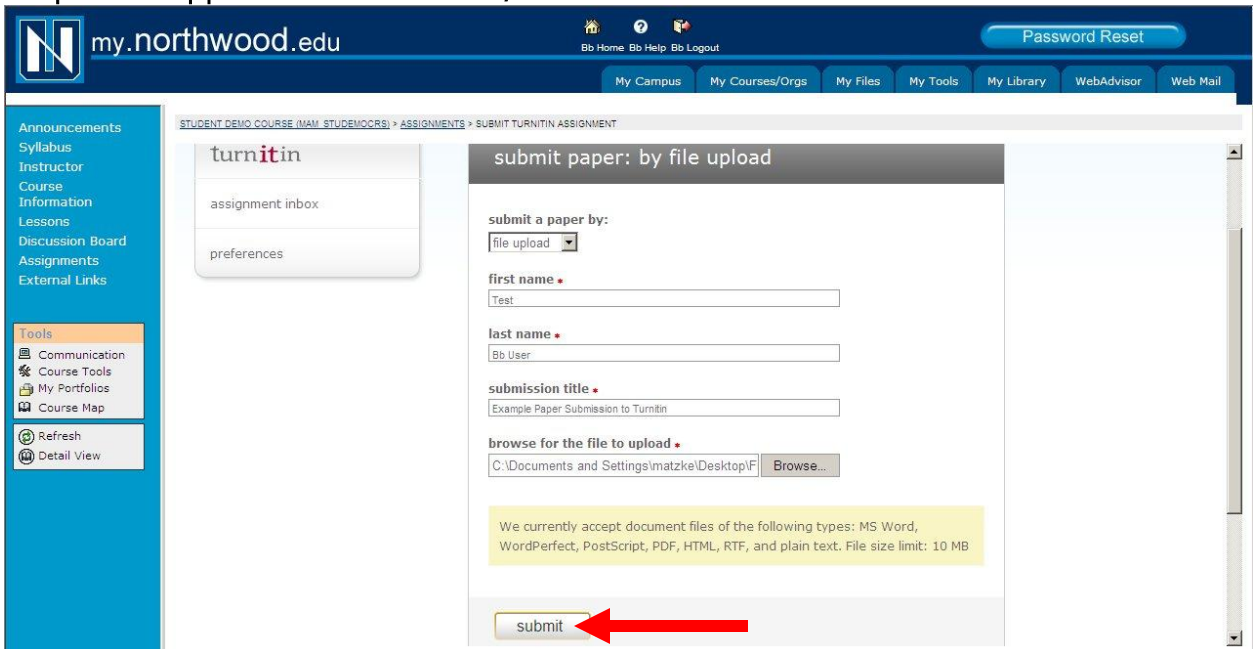 my.northwood.edu
Bb Home Bb Help Bb Logout
Password Reset
My Campus My Courses/Orgs My Files My Tools My Library WebAdvisor Web Mail
STUDENT DEMO COURSE (MAM_STUDEMOCRS) > ASSIGNMENTS > SUBMIT TURNITIN ASSIGNMENT
Announcements
Syllabus
Instructor
Course
Information
Lessons
Discussion Board
Assignments
External Links
Tools
Communication
Course Tools
My Portfolios
Course Map
Refresh
Detail View
turnitin
assignment inbox
preferences
submit paper: by file upload
submit a paper by:
file upload
first name
Test
last name
Bb User
submission title
Example Paper Submission to Turnitin
browse for the file to upload
C:\Documents and Settings\matzke\Desktop\F Browse...
We currently accept document files of the following types: MS Word,
WordPerfect, PostScript, PDF, HTML, RTF, and plain text. File size limit: 10 MB
submit